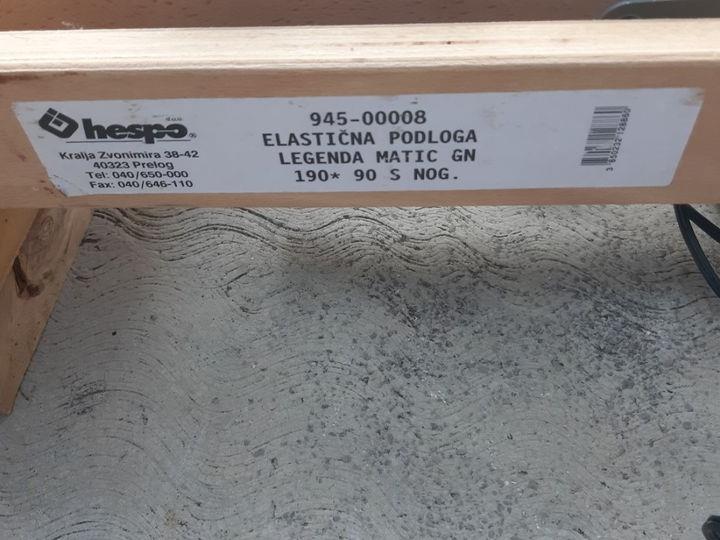 d.o.o.
hespo®
Kralja Zvonimira 38-42
40323 Prelog
Tel: 040/650-000
Fax: 040/646-110
945-00008
ELASTIČNA PODLOGA
LEGENDA MATIC GN
190* 90 S NOG.